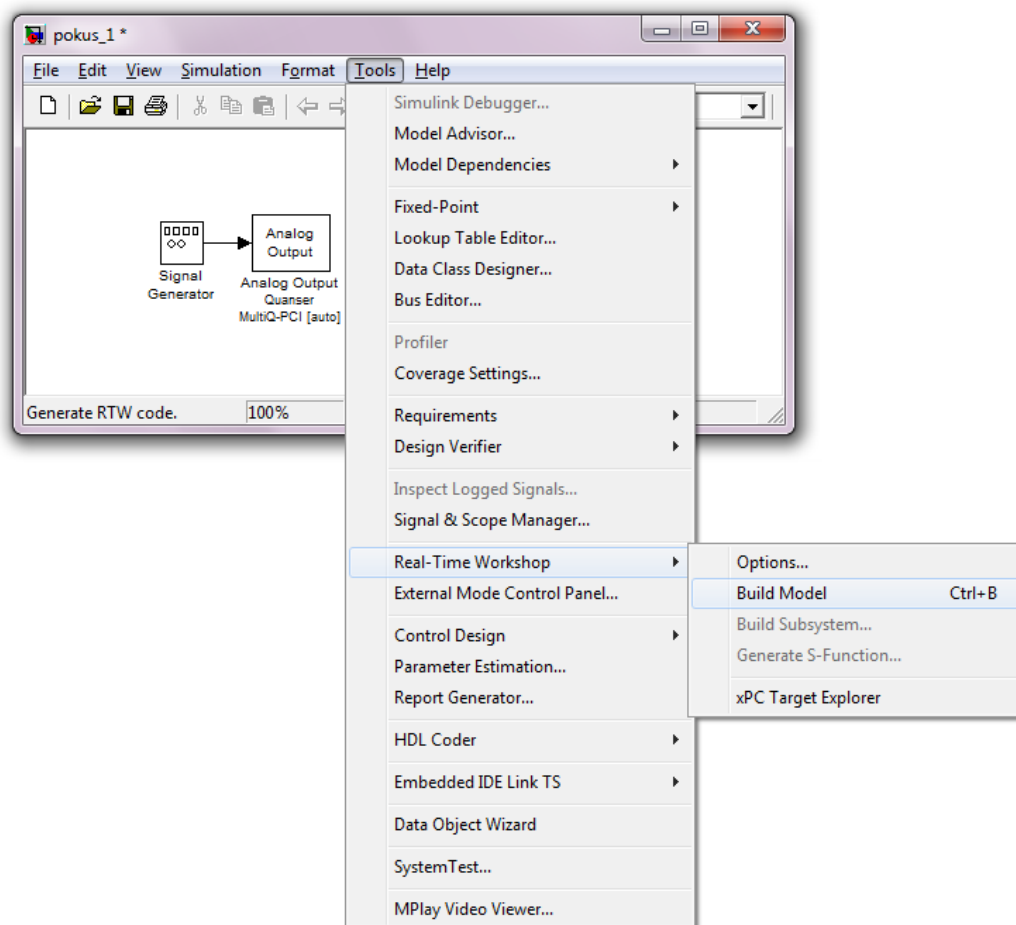 pokus_1 *
File Edit View Simulation Format Tools Help
Analog
Output
Signal
Generator
Analog Output
Quanser
MultiQ-PCI [auto]
Generate RTW code. 100%
Simulink Debugger...
Model Advisor...
Model Dependencies
Fixed-Point
Lookup Table Editor...
Data Class Designer...
Bus Editor...
Profiler
Coverage Settings...
Requirements
Design Verifier
Inspect Logged Signals...
Signal & Scope Manager...
Real-Time Workshop
External Mode Control Panel...
Control Design
Parameter Estimation...
Report Generator...
HDL Coder
Embedded IDE Link TS
Data Object Wizard
SystemTest...
MPlay Video Viewer...
Options...
Build Model Ctrl+B
Build Subsystem...
Generate S-Function...
xPC Target Explorer